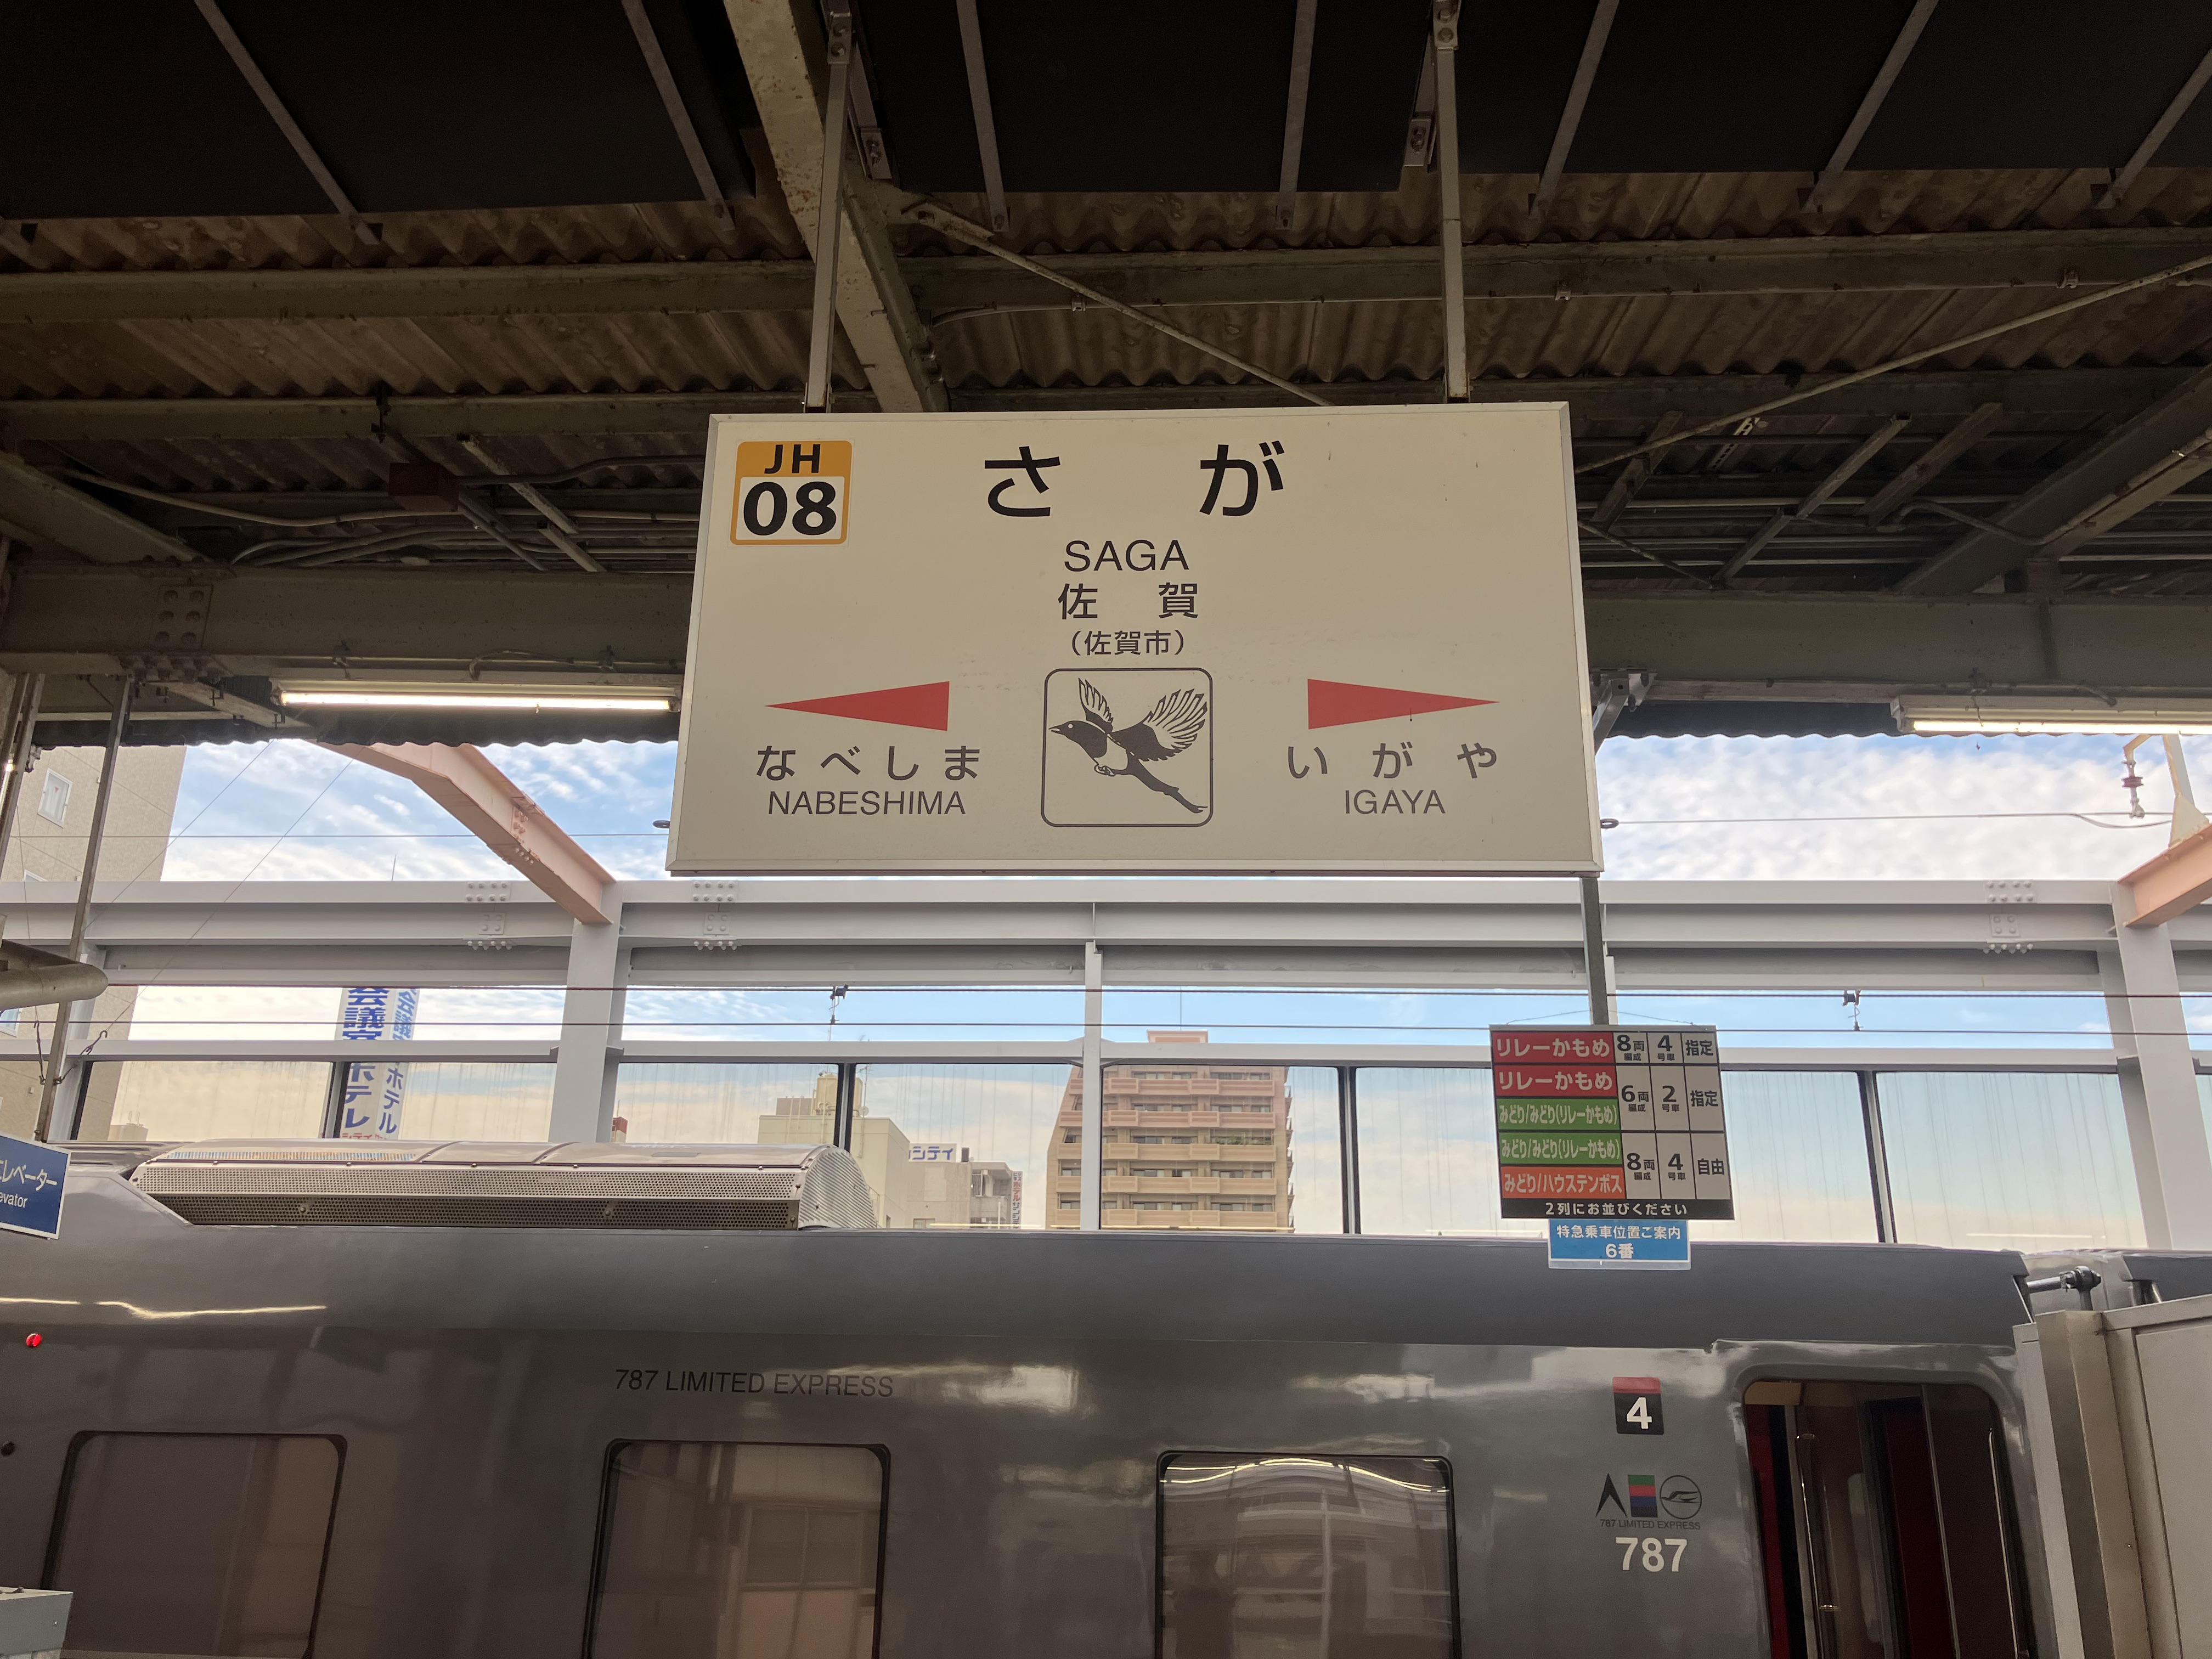 JH
08
さが
SAGA
佐賀
（佐賀市）
なべしま
NABESHIMA
いがや
IGAYA
会議室
ホテル
シティ
リレーかもめ 8両編成 4号車 指定
リレーかもめ
みどり/みどり(リレーかもめ)
6両編成 2号車 指定
みどり/みどり(リレーかもめ)
みどり/ハウステンボス
8両編成 4号車 自由
2列にお並びください
特急乗車位置ご案内
6番
エレベーター
evator
787 LIMITED EXPRESS
4
787 LIMITED EXPRESS
787